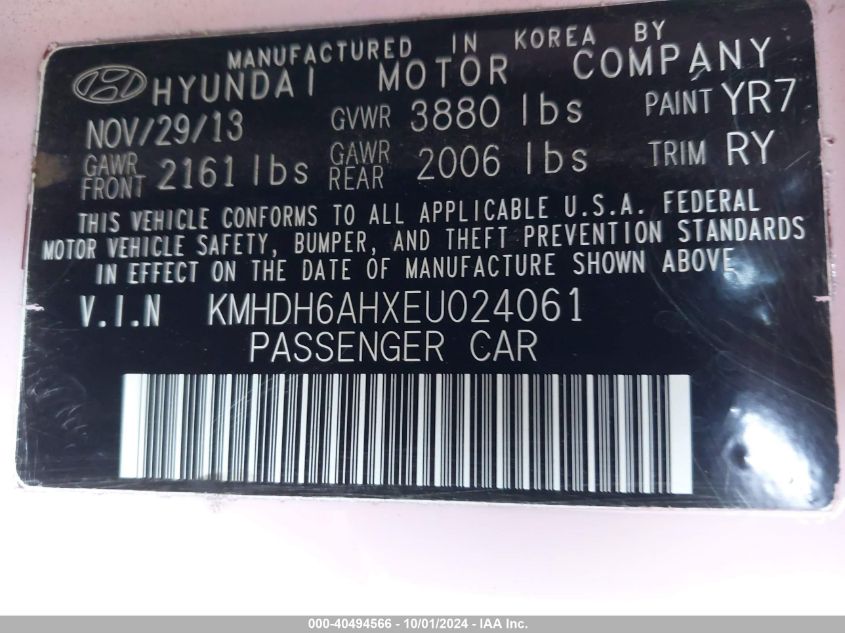 MANUFACTURED IN KOREA BY
HYUNDAI MOTOR COMPANY
NOV/29/13 GVWR 3880 lbs PAINT YR7
GAWR FRONT 2161 lbs GAWR REAR 2006 lbs TRIM RY
THIS VEHICLE CONFORMS TO ALL APPLICABLE U.S.A. FEDERAL
MOTOR VEHICLE SAFETY, BUMPER, AND THEFT PREVENTION STANDARDS
IN EFFECT ON THE DATE OF MANUFACTURE SHOWN ABOVE
V.I.N KMHDH6AHXEU024061
PASSENGER CAR
000-40494566 - 10/01/2024 - IAA Inc.